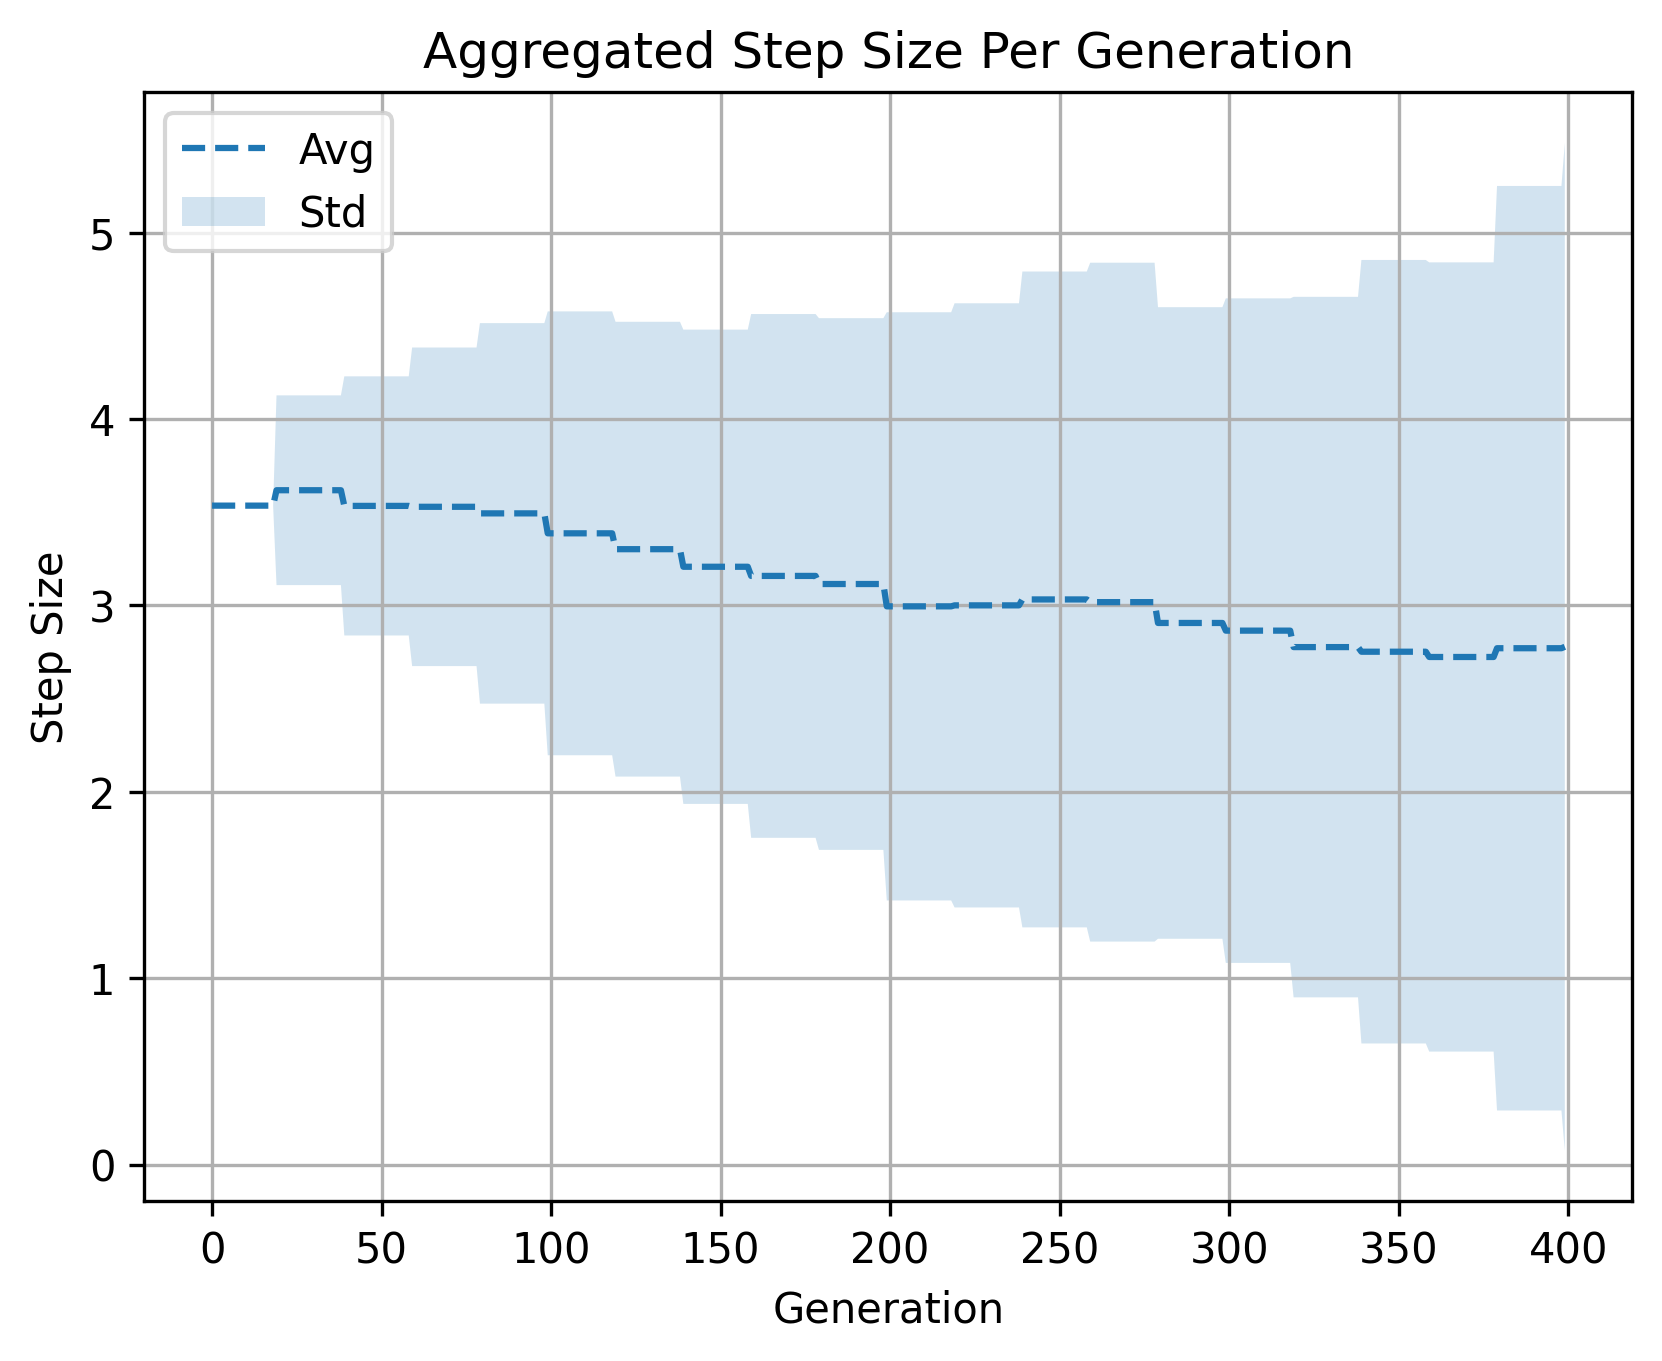 Aggregated Step Size Per Generation
Avg
Std
Step Size
5
4
3
2
1
0
0 50 100 150 200 250 300 350 400
Generation